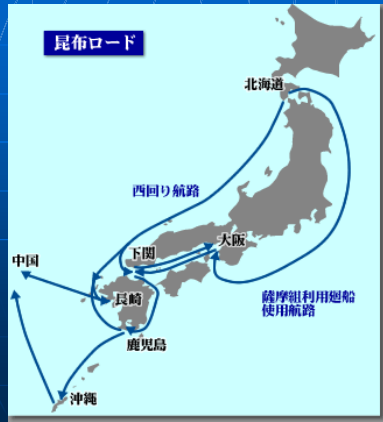 昆布ロード
北海道
西回り航路
下関
大阪
中国
長崎
薩摩組利用廻船
使用航路
鹿児島
沖縄